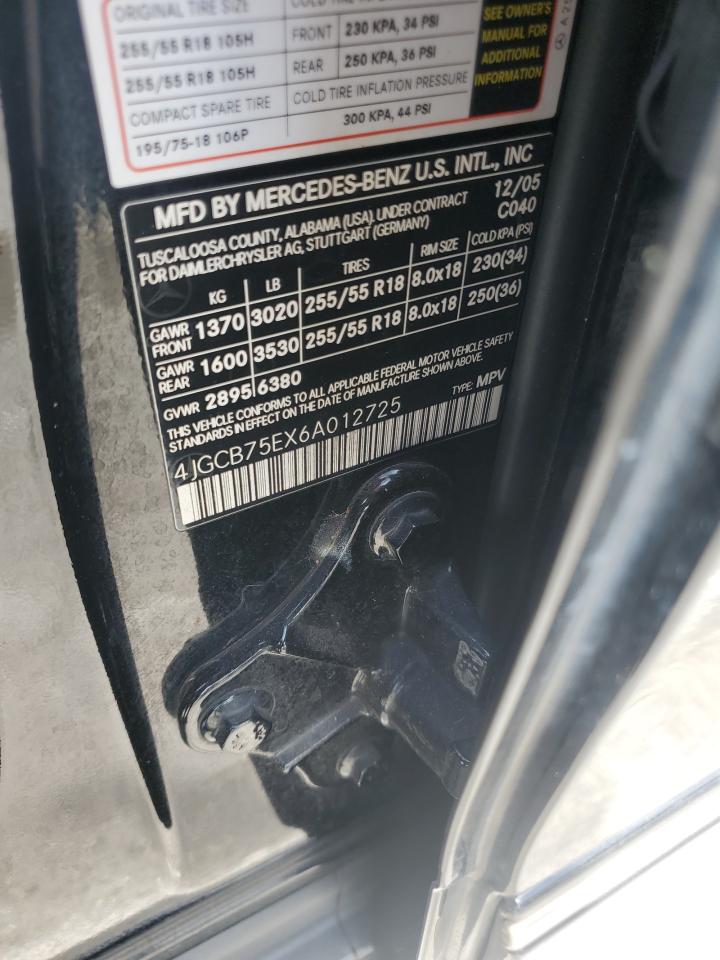 ORIGINAL TIRE SIZE
255/55 R18 105H FRONT 230 KPA, 34 PSI
255/55 R18 105H REAR 250 KPA, 36 PSI
COMPACT SPARE TIRE COLD TIRE INFLATION PRESSURE
195/75-18 106P 300 KPA, 44 PSI
SEE OWNER'S
MANUAL FOR
ADDITIONAL
INFORMATION
MFD BY MERCEDES-BENZ U.S. INTL., INC
TUSCALOOSA COUNTY, ALABAMA (USA). UNDER CONTRACT 12/05
FOR DAIMLERCHRYSLER AG, STUTTGART (GERMANY) C040
KG LB TIRES RIM SIZE COLD KPA (PSI)
GAWR FRONT 1370 3020 255/55 R18 8.0x18 230(34)
GAWR REAR 1600 3530 255/55 R18 8.0x18 250(36)
GVWR 2895 6380
THIS VEHICLE CONFORMS TO ALL APPLICABLE FEDERAL MOTOR VEHICLE SAFETY
STANDARDS IN EFFECT ON THE DATE OF MANUFACTURE SHOWN ABOVE.
4JGCB75EX6A012725 TYPE: MPV